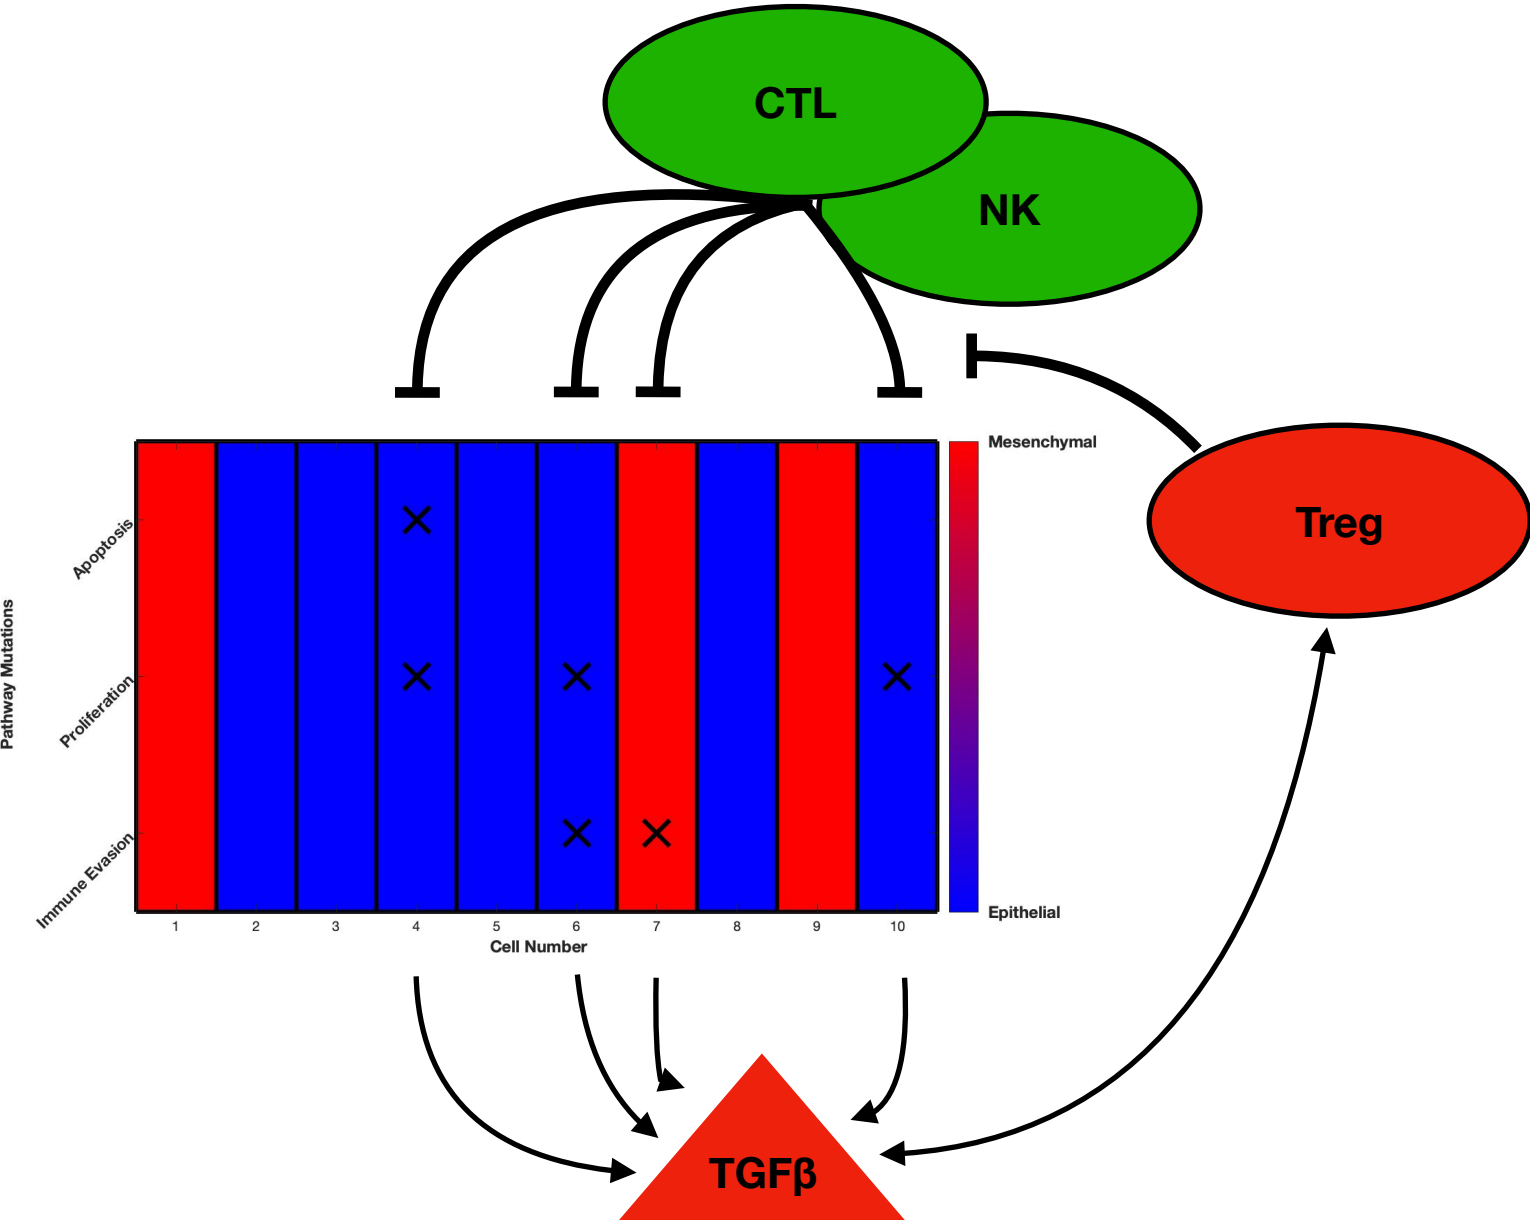 CTL
NK
Mesenchymal
Treg
Apoptosis
Proliferation
Immune Evasion
Pathway Mutations
Epithelial
1 2 3 4 5 6 7 8 9 10
Cell Number
TGFβ